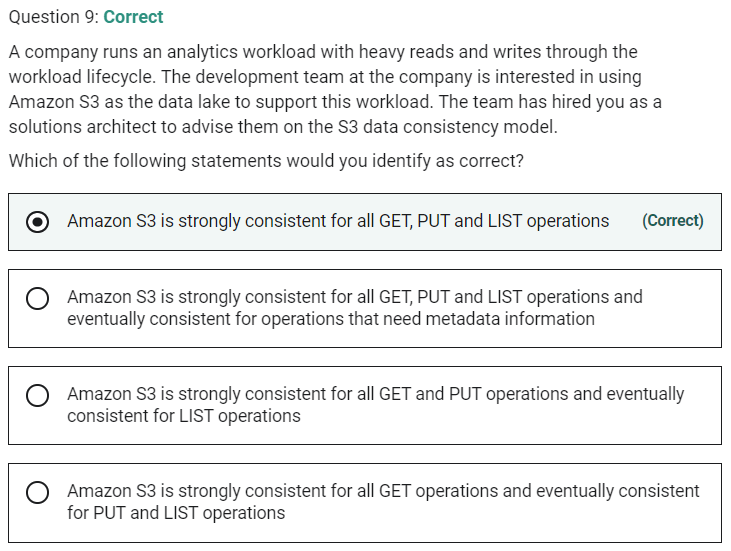 Question 9: Correct
A company runs an analytics workload with heavy reads and writes through the
workload lifecycle. The development team at the company is interested in using
Amazon S3 as the data lake to support this workload. The team has hired you as a
solutions architect to advise them on the S3 data consistency model.
Which of the following statements would you identify as correct?
Amazon S3 is strongly consistent for all GET, PUT and LIST operations (Correct)
Amazon S3 is strongly consistent for all GET, PUT and LIST operations and
eventually consistent for operations that need metadata information
Amazon S3 is strongly consistent for all GET and PUT operations and eventually
consistent for LIST operations
Amazon S3 is strongly consistent for all GET operations and eventually consistent
for PUT and LIST operations